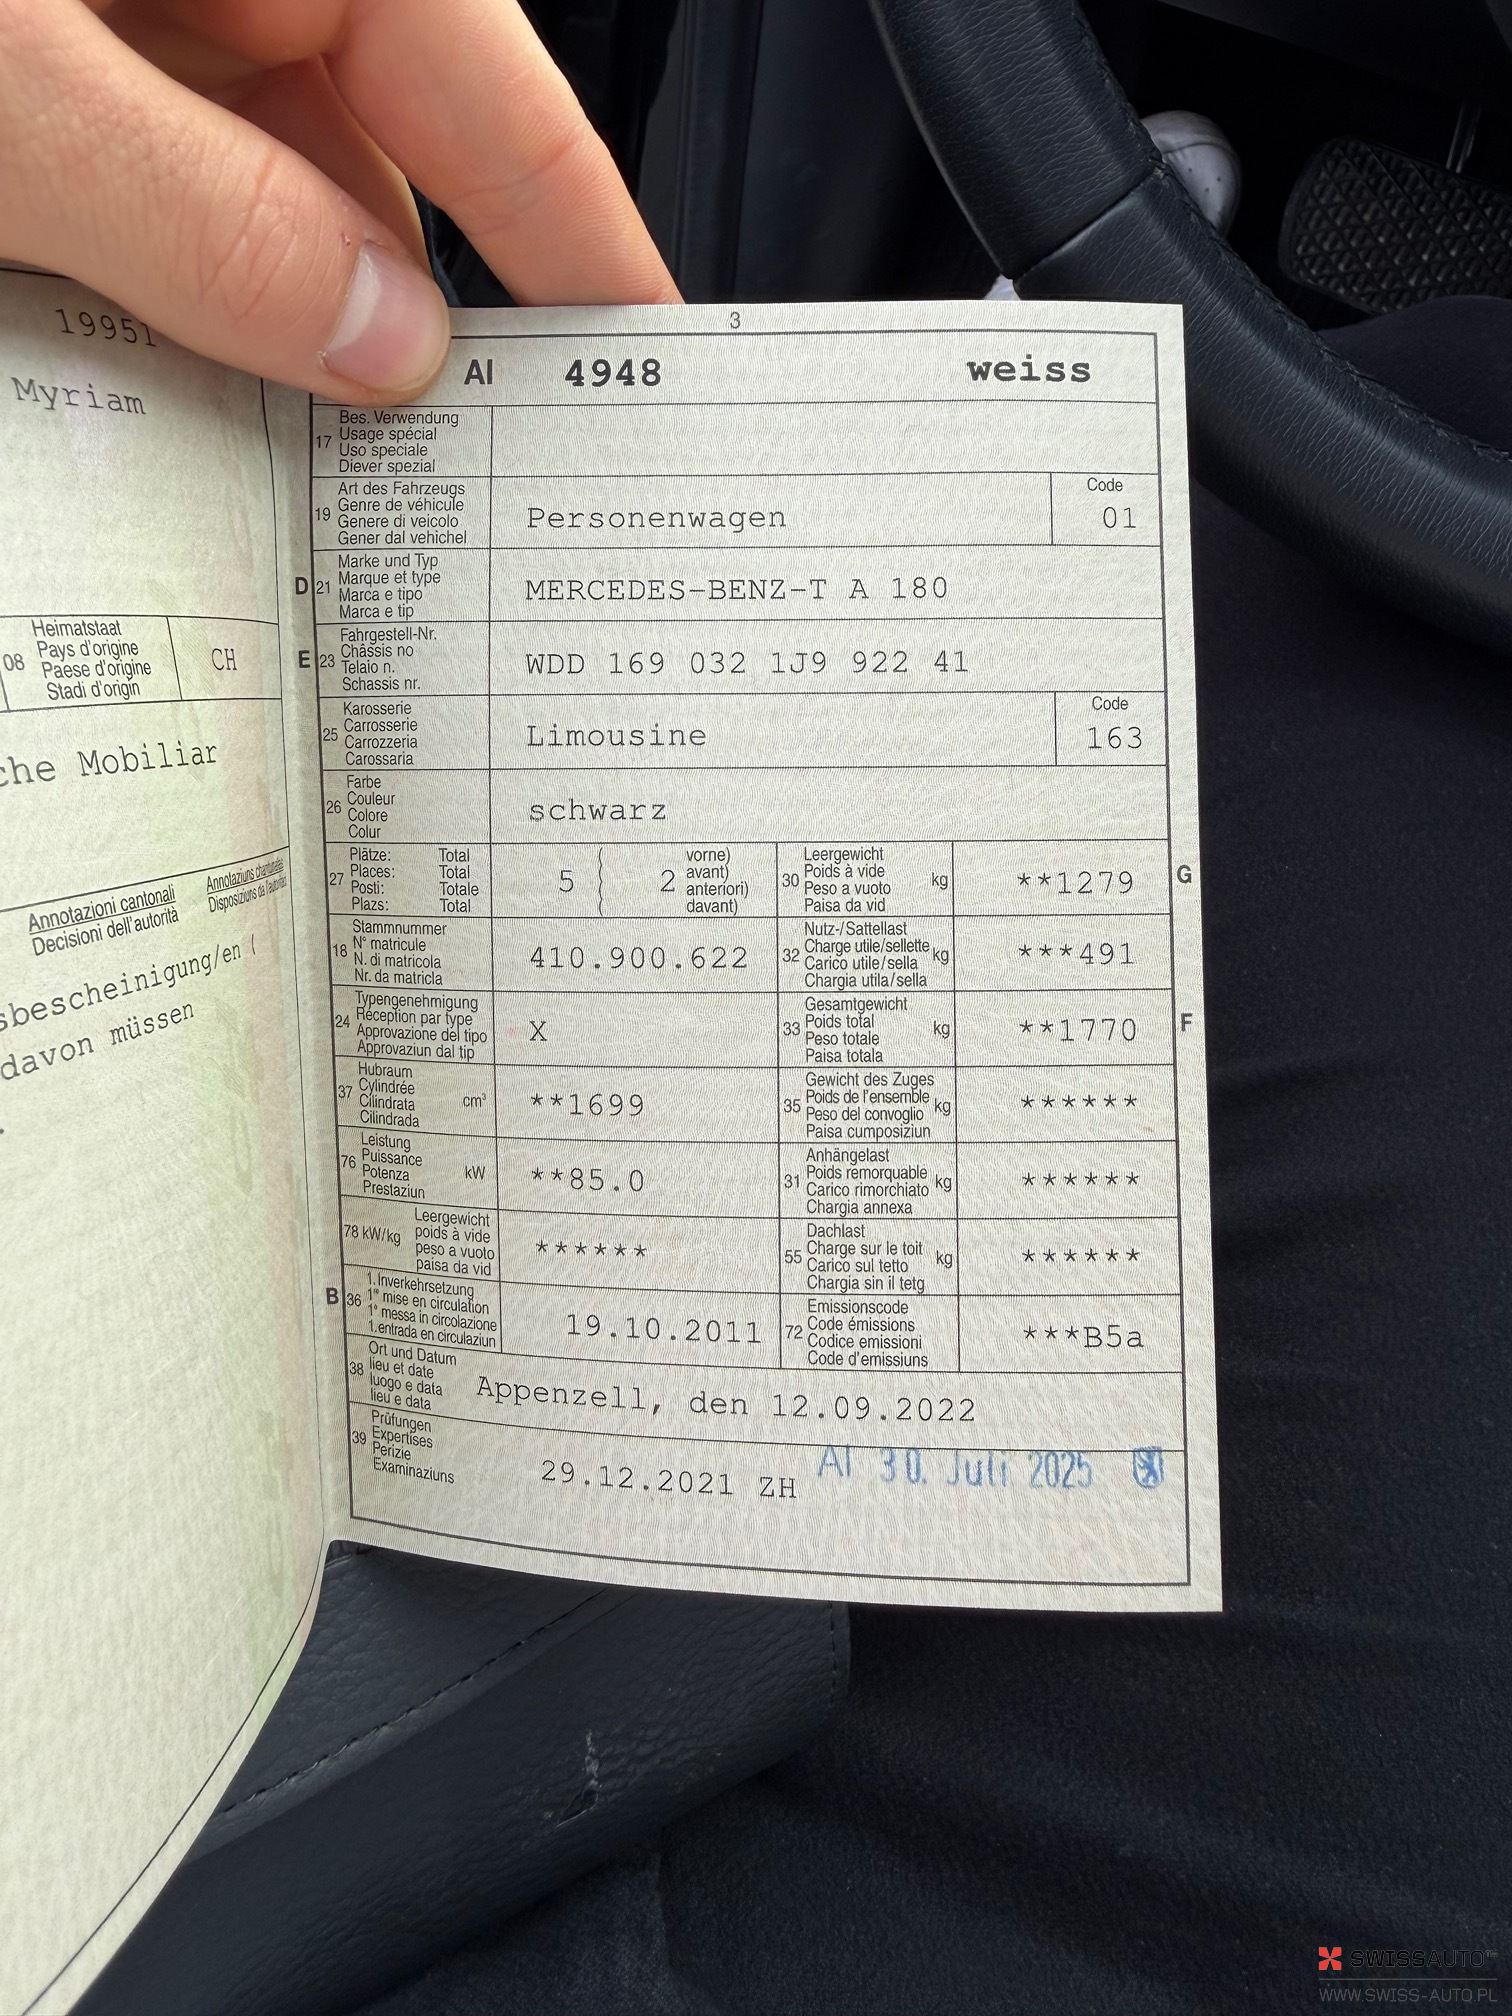 19951
Myriam
08 Heimatstaat
Pays d'origine
Paese d'origine
Stadi d'origin
CH
che Mobiliar
Annotazioni cantonali
Decisioni dell'autorità
Annotaziuns chantunalas
sbescheinigung/en (
davon müssen
3
AI 4948 weiss
17 Bes. Verwendung
Usage spécial
Uso speciale
Diever spezial
19 Art des Fahrzeugs
Genre de véhicule
Genere di veicolo
Gener dal vehichel
Personenwagen
Code
01
D 21 Marke und Typ
Marque et type
Marca e tipo
Marca e tip
MERCEDES-BENZ-T A 180
E 23 Fahrgestell-Nr.
Châssis no
Telaio n.
Schassis nr.
WDD 169 032 1J9 922 41
25 Karosserie
Carrosserie
Carrozzeria
Carossaria
Limousine
Code
163
26 Farbe
Couleur
Colore
Colur
schwarz
27 Plätze: Total
Places: Total
Posti: Totale
Plazs: Total
5 ( 2 vorne)
avant)
anteriori)
davant)
30 Leergewicht
Poids à vide
Peso a vuoto
Paisa da vid
kg
**1279
G
18 Stammnummer
N° matricule
N. di matricola
Nr. da matricla
410.900.622
32 Nutz-/Sattellast
Charge utile/sellette
Carico utile/sella
Chargia utila/sella
kg
***491
24 Typengenehmigung
Réception par type
Approvazione del tipo
Approvaziun dal tip
X
33 Gesamtgewicht
Poids total
Peso totale
Paisa totala
kg
**1770
F
37 Hubraum
Cylindrée
Cilindrata
Cilindrada
cm³
**1699
35 Gewicht des Zuges
Poids de l'ensemble
Peso del convoglio
Paisa cumposiziun
kg
******
76 Leistung
Puissance
Potenza
Prestaziun
kW
**85.0
31 Anhängelast
Poids remorquable
Carico rimorchiato
Chargia annexa
kg
******
78 kW/kg Leergewicht
poids à vide
peso a vuoto
paisa da vid
******
55 Dachlast
Charge sur le toit
Carico sul tetto
Chargia sin il tetg
kg
******
B 36 1. Inverkehrsetzung
1re mise en circulation
1a messa in circolazione
1. entrada en circulaziun
19.10.2011
72 Emissionscode
Code émissions
Codice emissioni
Code d'emissiuns
***B5a
38 Ort und Datum
lieu et date
luogo e data
lieu e data
Appenzell, den 12.09.2022
39 Prüfungen
Expertises
Perizie
Examinaziuns
29.12.2021 ZH
AI 30. Juli 2025
SWISSAUTO
WWW.SWISS-AUTO.PL